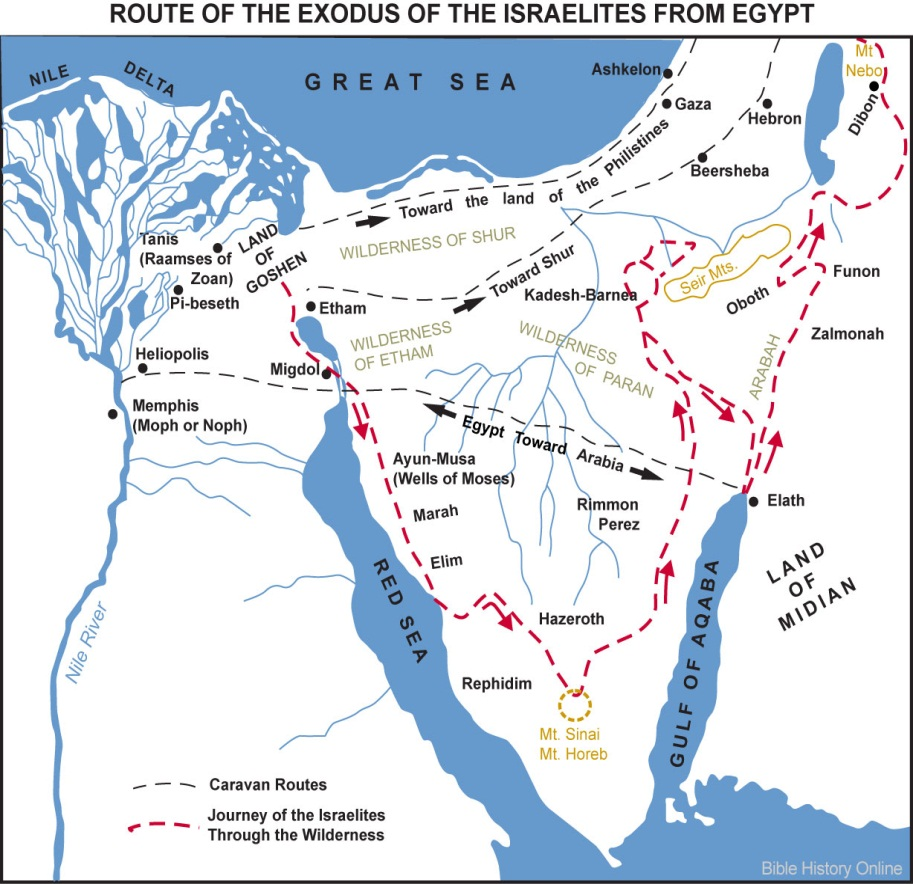 ROUTE OF THE EXODUS OF THE ISRAELITES FROM EGYPT
NILE DELTA
GREAT SEA
Ashkelon
Gaza
Hebron
Beersheba
Mt
Nebo
Dibon
Toward the land of the Philistines
WILDERNESS OF SHUR
Toward Shur
LAND
OF
GOSHEN
Tanis
(Raamses of
Zoan)
Pi-beseth
Etham
Heliopolis
Migdol
Memphis
(Moph or Noph)
WILDERNESS
OF ETHAM
WILDERNESS
OF PARAN
Kadesh-Barnea
Seir Mts.
Oboth
Funon
Zalmonah
ARABAH
Egypt Toward Arabia
Ayun-Musa
(Wells of Moses)
Marah
Elim
Rimmon
Perez
Elath
LAND
OF
MIDIAN
RED SEA
GULF OF AQABA
Nile River
Hazeroth
Rephidim
Mt. Sinai
Mt. Horeb
Caravan Routes
Journey of the Israelites
Through the Wilderness
Bible History Online